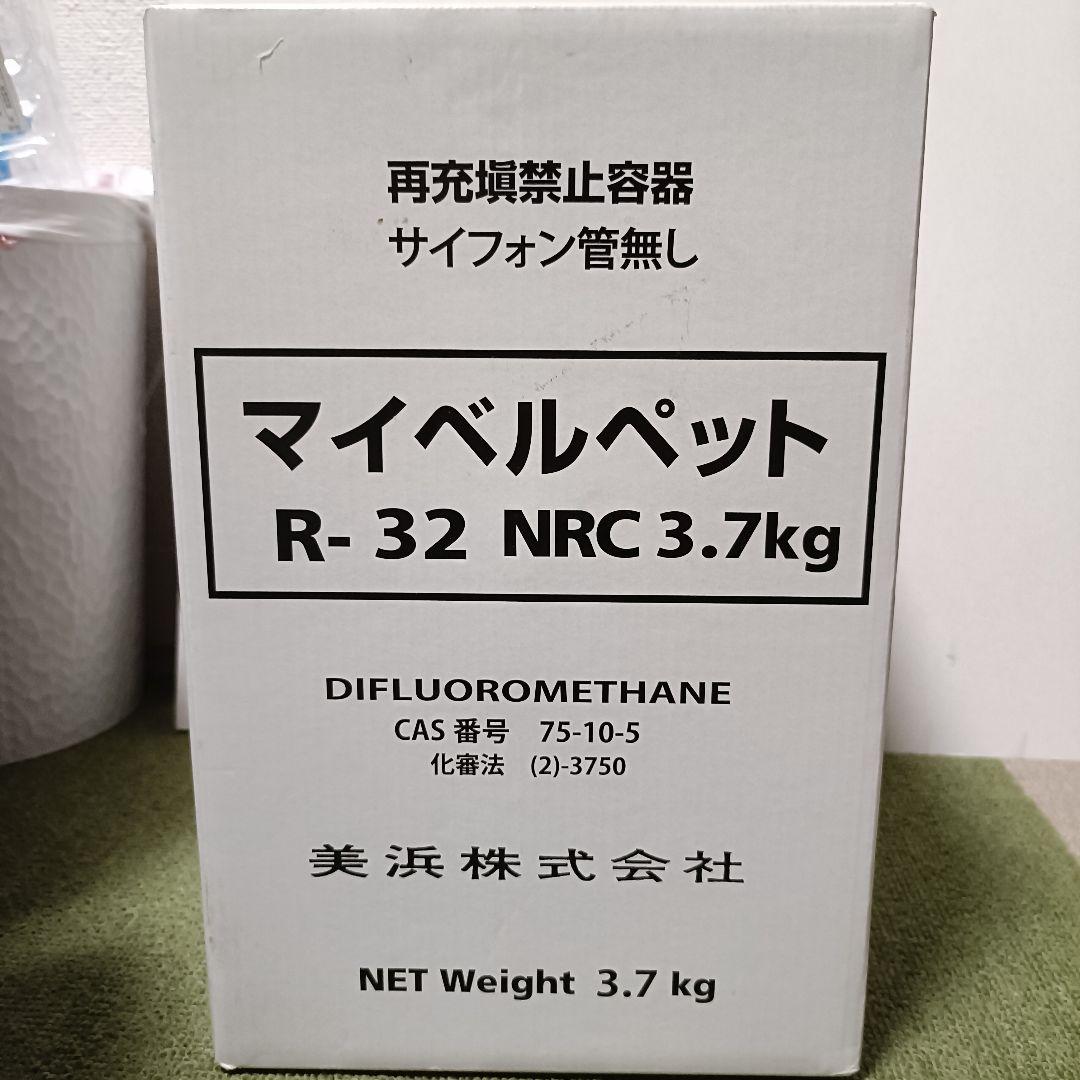 再充塡禁止容器
サイフォン管無し
マイベルペット
R- 32 NRC 3.7kg
DIFLUOROMETHANE
CAS 番号 75-10-5
化審法 (2)-3750
美浜株式会社
NET Weight 3.7 kg